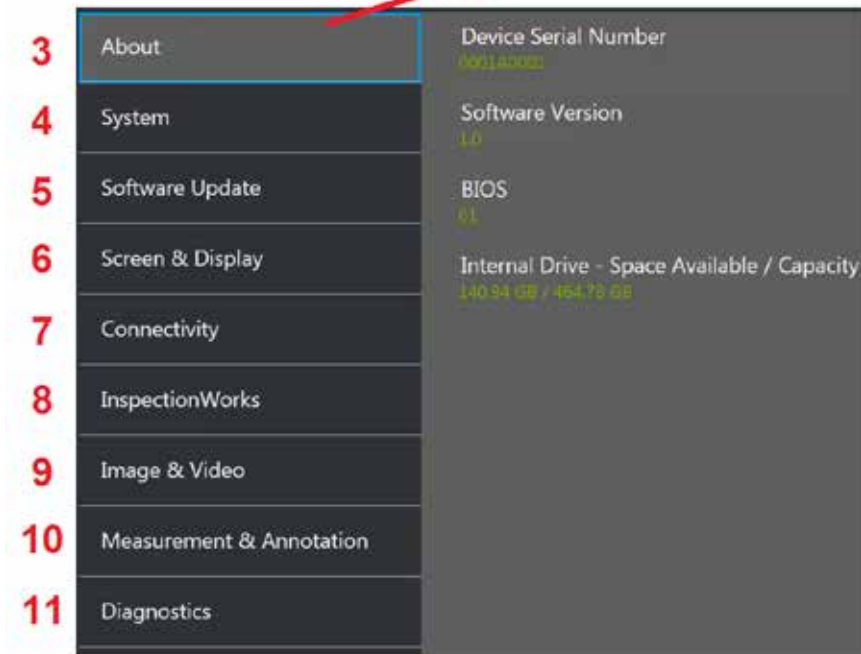 3 About
4 System
5 Software Update
6 Screen & Display
7 Connectivity
8 InspectionWorks
9 Image & Video
10 Measurement & Annotation
11 Diagnostics
Device Serial Number
Software Version
1.0
BIOS
01
Internal Drive - Space Available / Capacity
140.94 GB / 464.78 GB